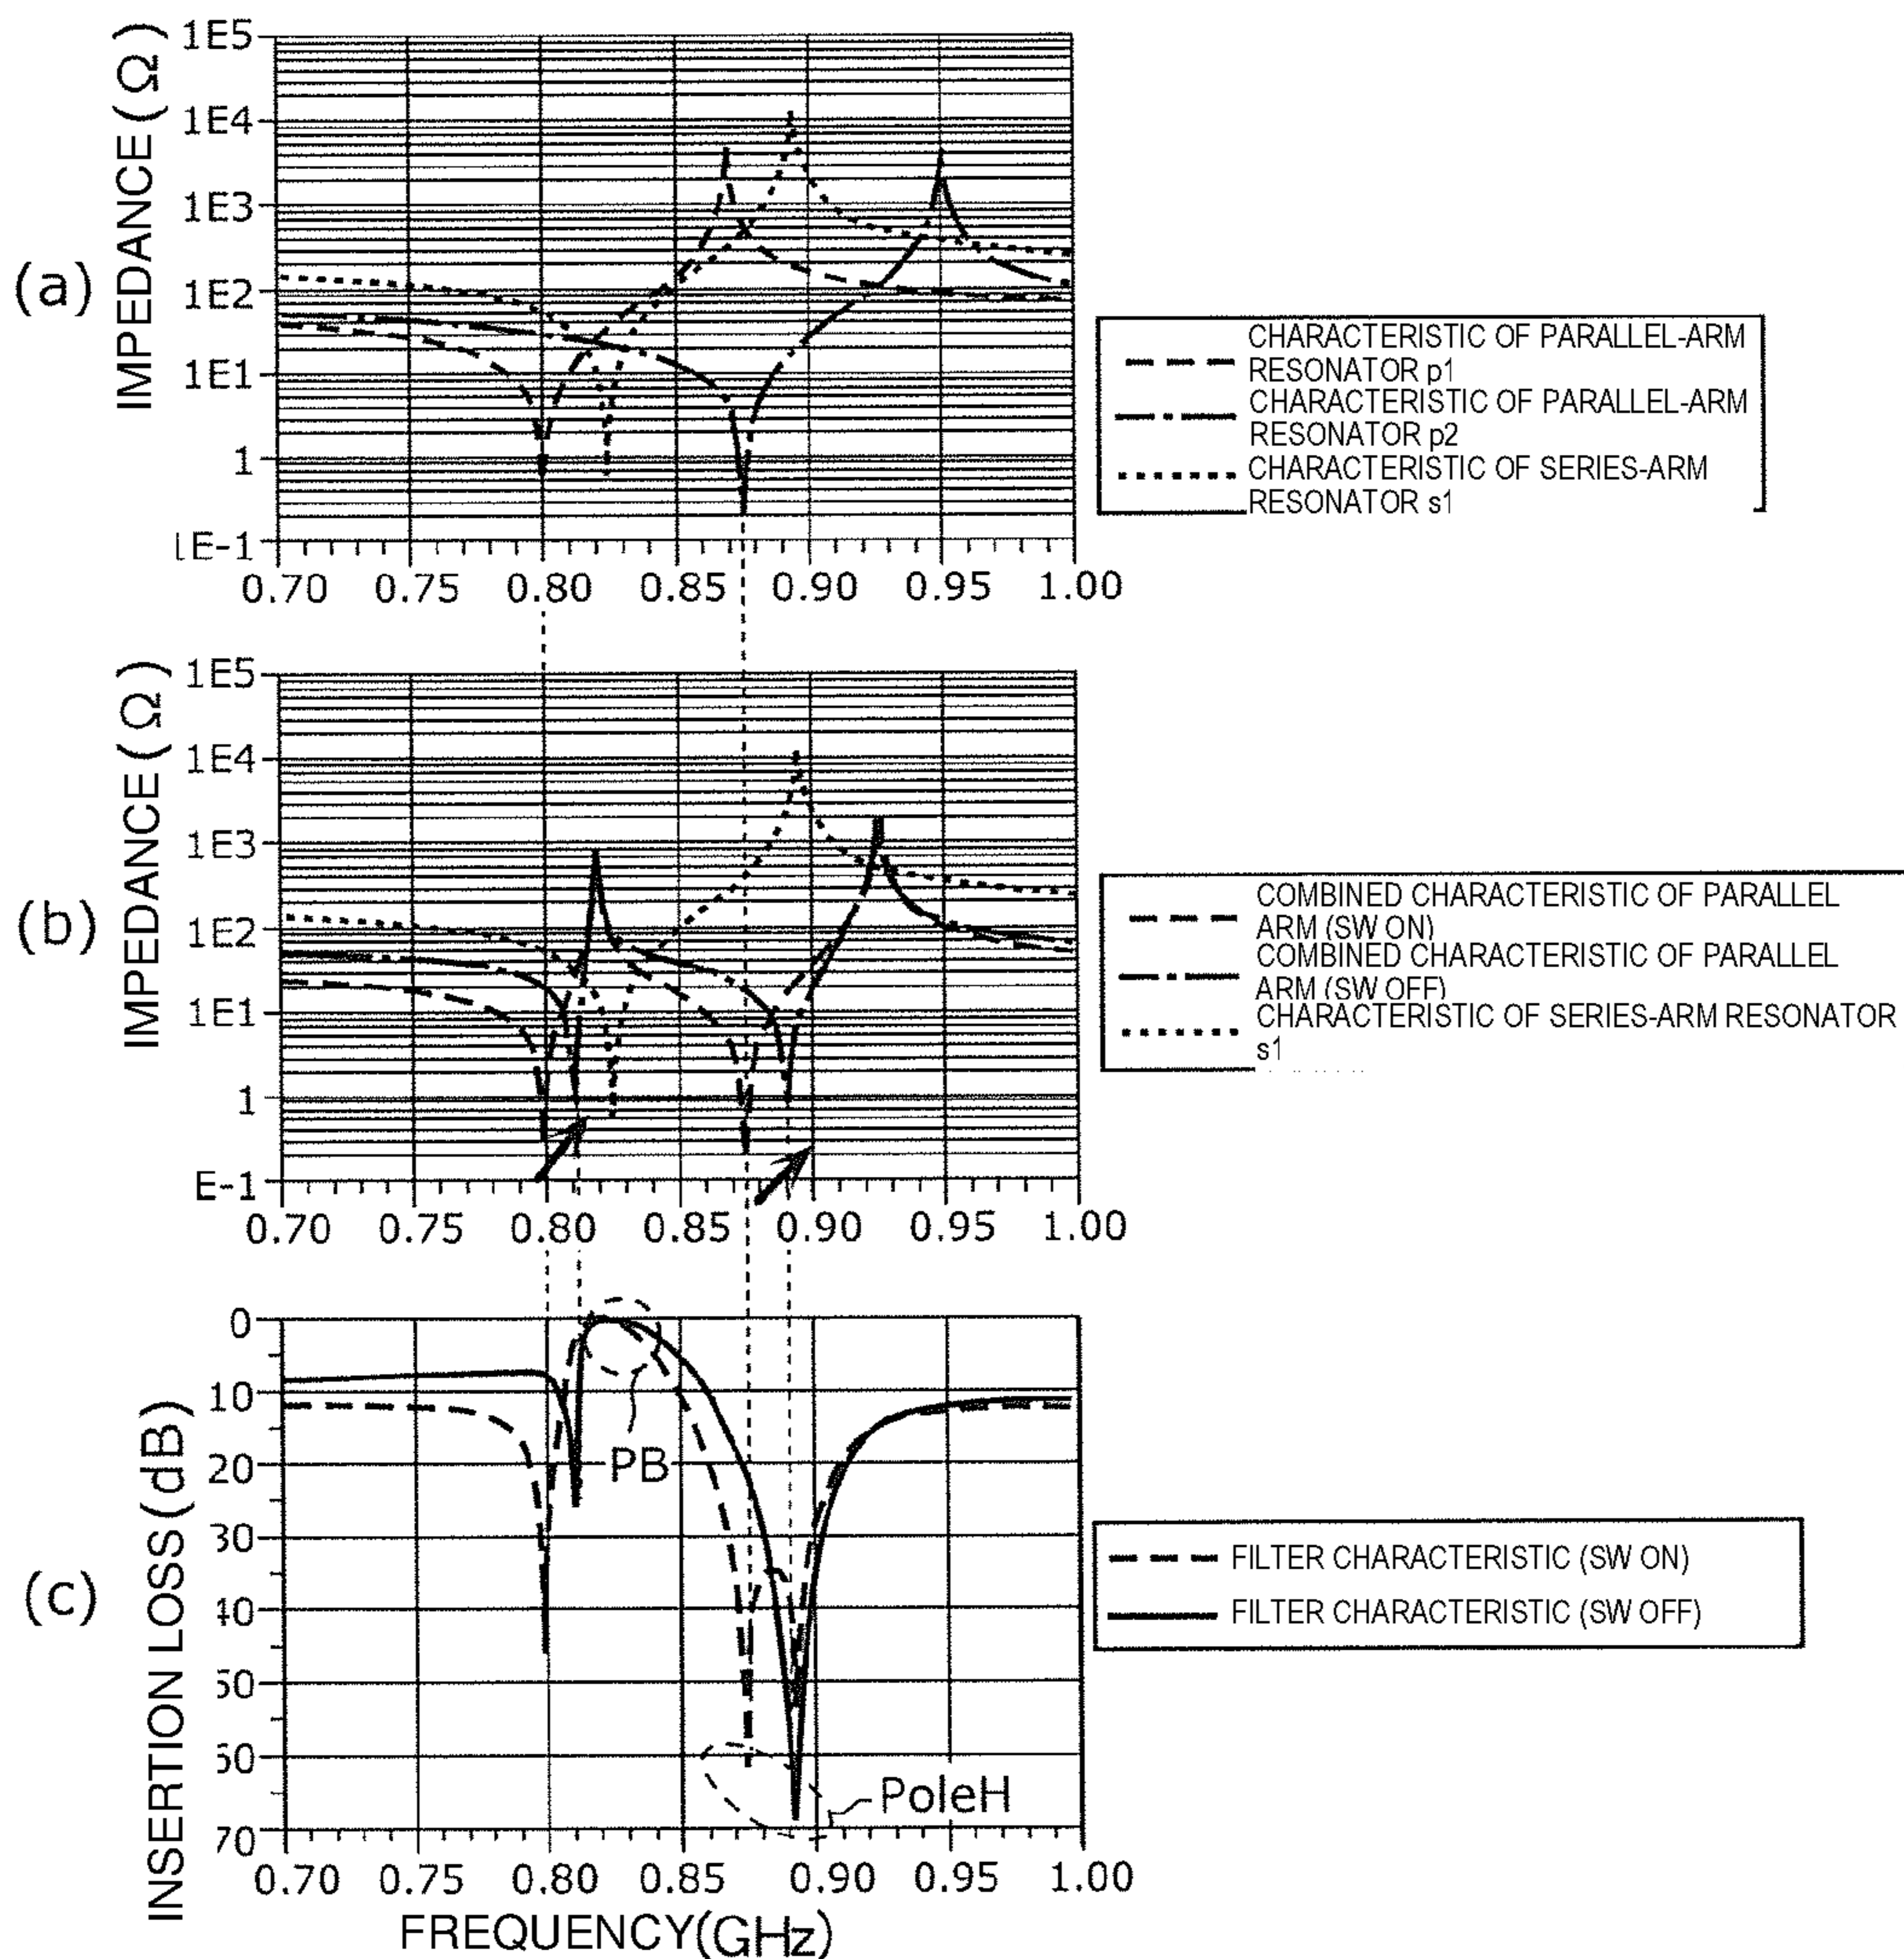 (a)
IMPEDANCE (Ω)
1E5
1E4
1E3
1E2
1E1
1
1E-1
0.70 0.75 0.80 0.85 0.90 0.95 1.00
CHARACTERISTIC OF PARALLEL-ARM
RESONATOR p1
CHARACTERISTIC OF PARALLEL-ARM
RESONATOR p2
CHARACTERISTIC OF SERIES-ARM
RESONATOR s1
(b)
IMPEDANCE (Ω)
1E5
1E4
1E3
1E2
1E1
1
E-1
0.70 0.75 0.80 0.85 0.90 0.95 1.00
COMBINED CHARACTERISTIC OF PARALLEL
ARM (SW ON)
COMBINED CHARACTERISTIC OF PARALLEL
ARM (SW OFF)
CHARACTERISTIC OF SERIES-ARM RESONATOR
s1
(c)
INSERTION LOSS (dB)
0
10
20
30
40
50
60
70
PB
PoleH
0.70 0.75 0.80 0.85 0.90 0.95 1.00
FREQUENCY(GHz)
FILTER CHARACTERISTIC (SW ON)
FILTER CHARACTERISTIC (SW OFF)